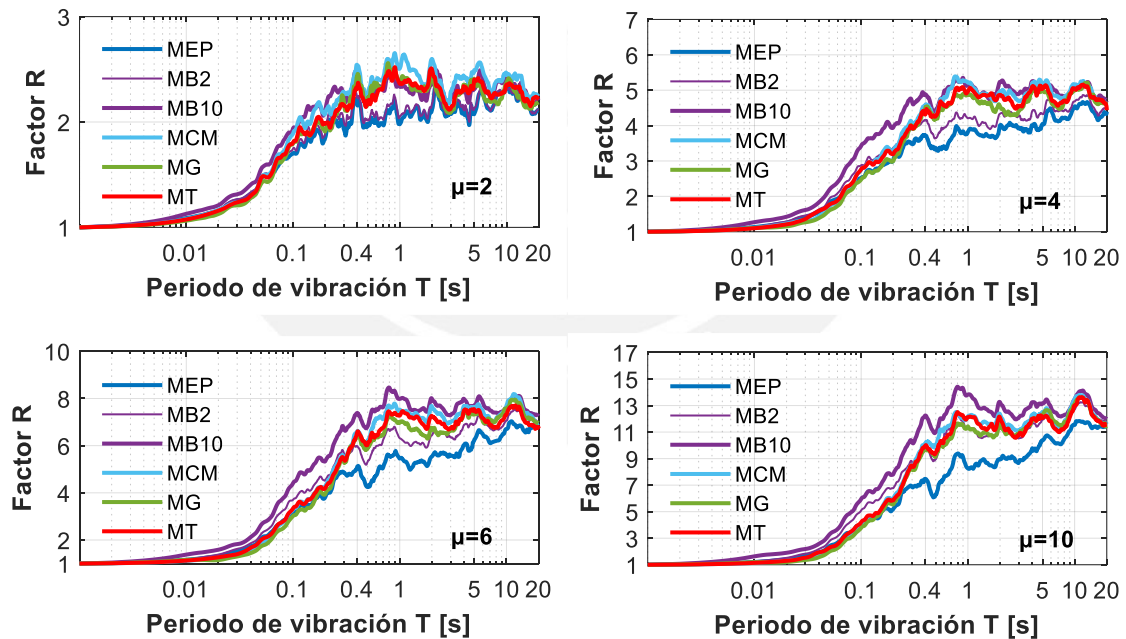 3
2
1
Factor R
MEP
MB2
MB10
MCM
MG
MT
μ=2
0.01 0.1 0.4 1 5 10 20
Periodo de vibración T [s]
7
6
5
4
3
2
1
Factor R
MEP
MB2
MB10
MCM
MG
MT
μ=4
0.01 0.1 0.4 1 5 10 20
Periodo de vibración T [s]
10
8
6
4
2
1
Factor R
MEP
MB2
MB10
MCM
MG
MT
μ=6
0.01 0.1 0.4 1 5 10 20
Periodo de vibración T [s]
17
15
13
11
9
7
5
3
1
Factor R
MEP
MB2
MB10
MCM
MG
MT
μ=10
0.01 0.1 0.4 1 5 10 20
Periodo de vibración T [s]